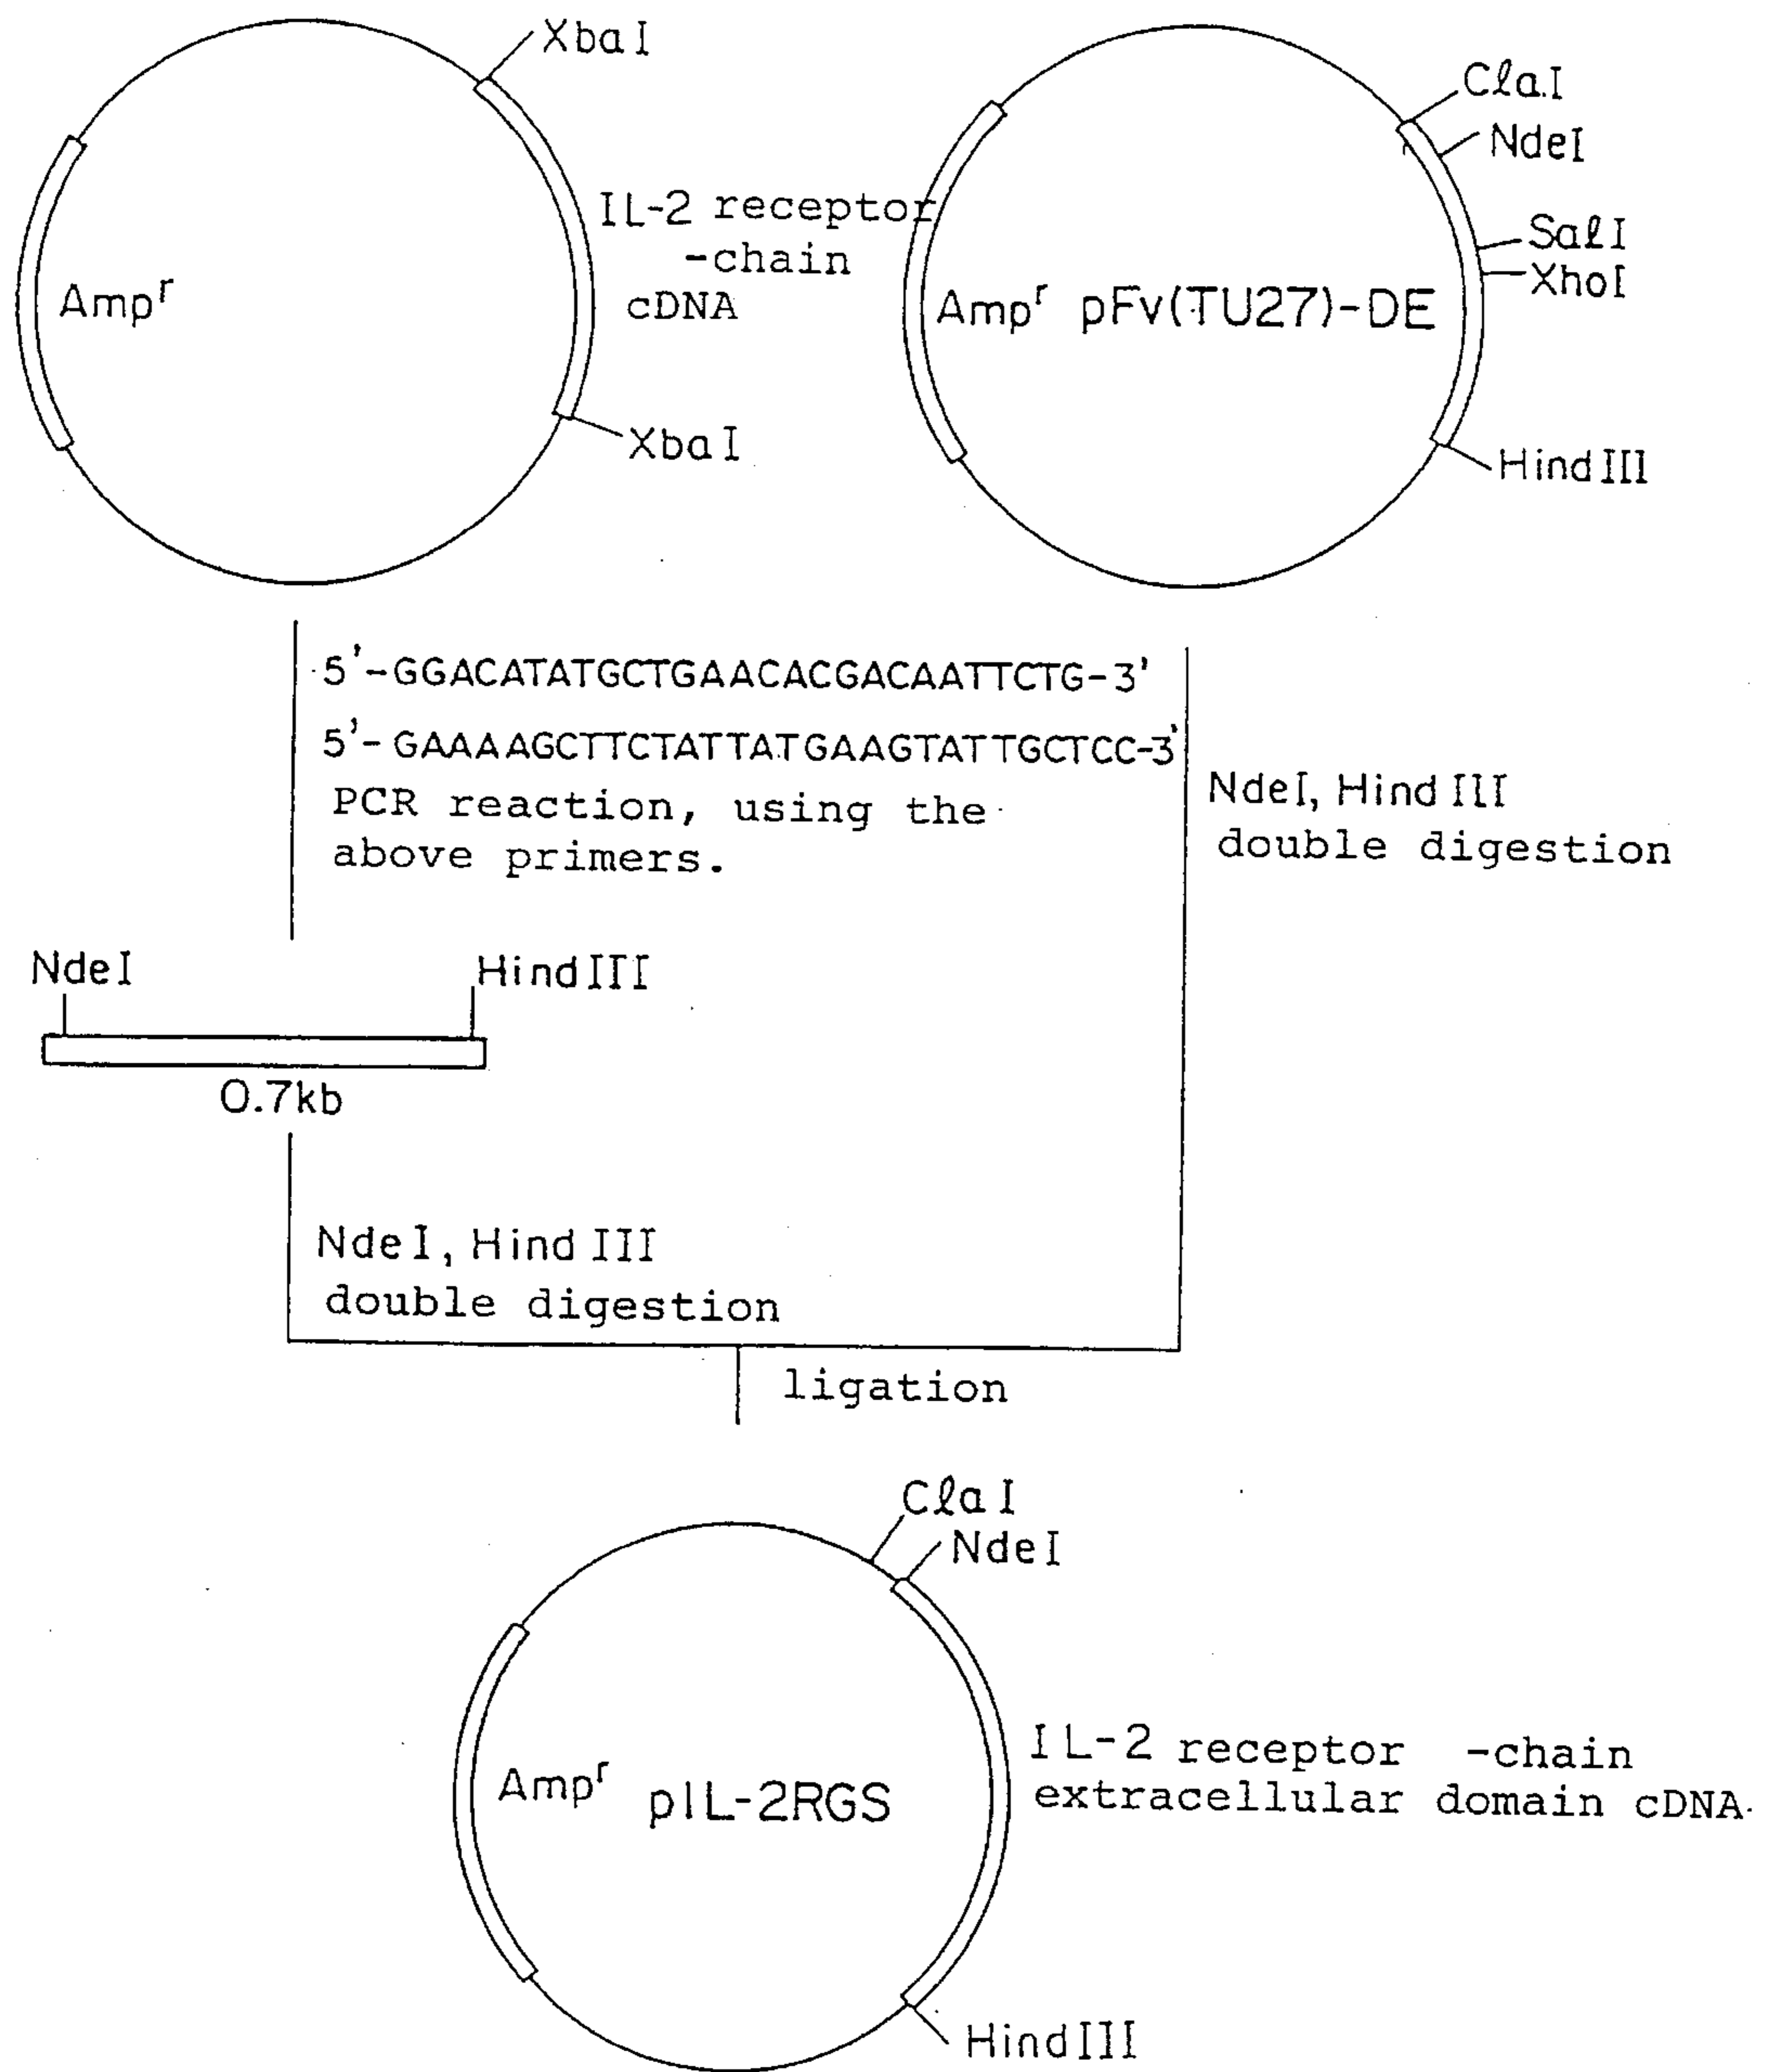 XbaI
ClaI
NdeI
IL-2 receptor
-chain
cDNA
SalI
XhoI
Amp^r
Amp^r pFv(TU27)-DE
XbaI
HindIII
5'-GGACATATGCTGAACACGACAATTCTG-3'
5'-GAAAAGCTTCTATTATGAAGTATTGCTCC-3'
PCR reaction, using the
above primers.
NdeI, HindIII
double digestion
NdeI
HindIII
0.7kb
NdeI, HindIII
double digestion
ligation
ClaI
NdeI
Amp^r pIL-2RGS
IL-2 receptor -chain
extracellular domain cDNA
HindIII